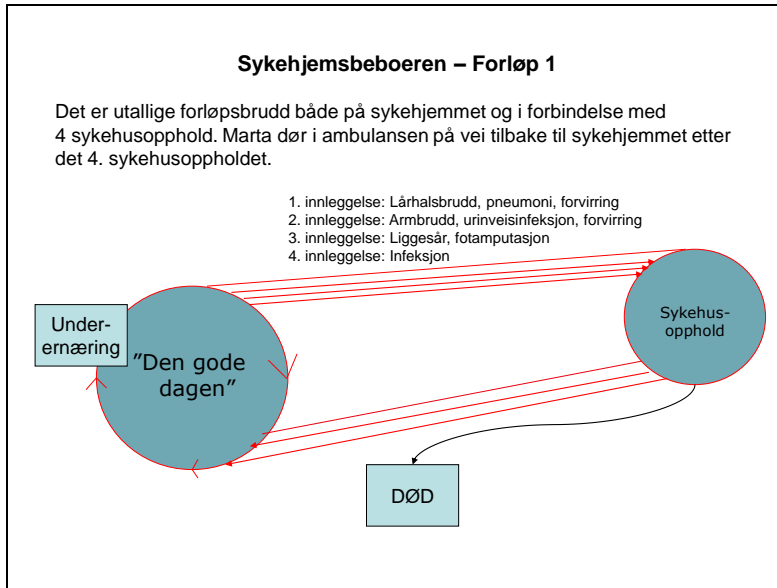 Sykehjemsbeboeren – Forløp 1
Det er utallige forløpsbrudd både på sykehjemmet og i forbindelse med
4 sykehusopphold. Marta dør i ambulansen på vei tilbake til sykehjemmet etter
det 4. sykehusoppholdet.
1. innleggelse: Lårhalsbrudd, pneumoni, forvirring
2. innleggelse: Armbrudd, urinveisinfeksjon, forvirring
3. innleggelse: Liggesår, fotamputasjon
4. innleggelse: Infeksjon
Under-
ernæring
"Den gode
dagen"
Sykehus-
opphold
DØD